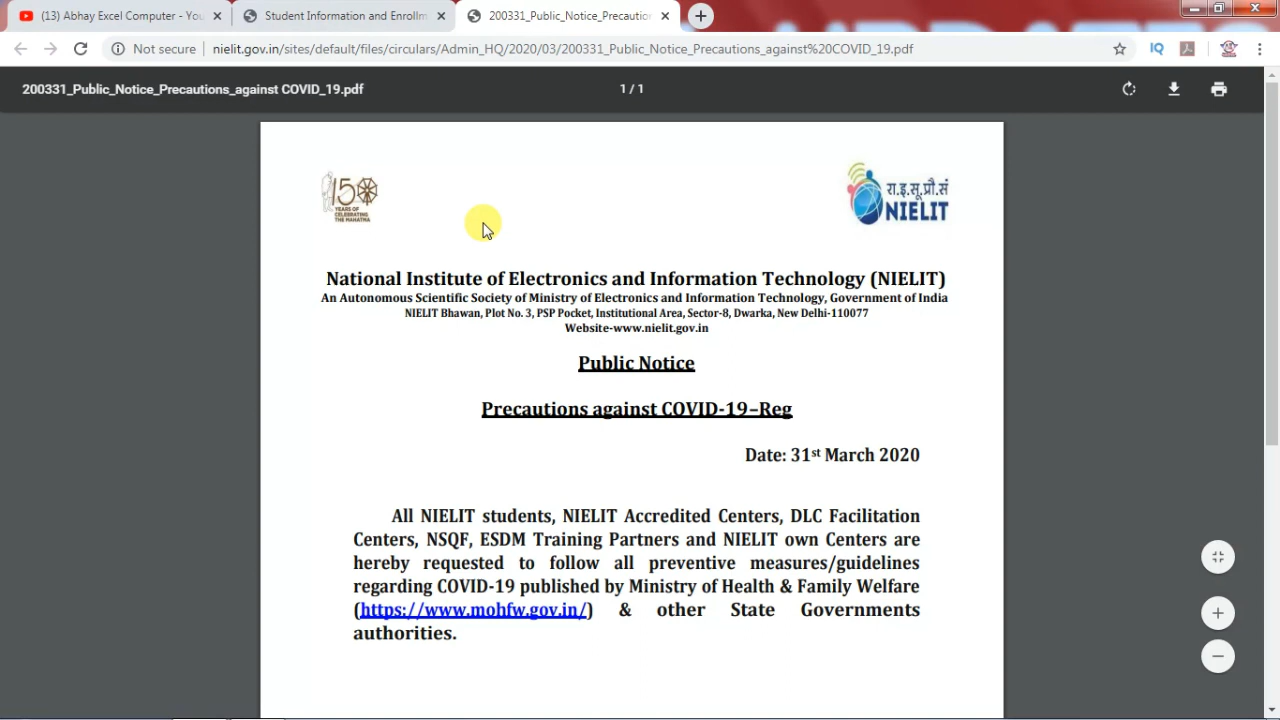 (13) Abhay Excel Computer - You
Student Information and Enrollm
200331_Public_Notice_Precaution
Not secure
nielit.gov.in/sites/default/files/circulars/Admin_HQ/2020/03/200331_Public_Notice_Precautions_against%20COVID_19.pdf
IQ
200331_Public_Notice_Precautions_against COVID_19.pdf
1 / 1
150
YEARS OF
CELEBRATING
THE MAHATMA
रा.इ.सू.प्रौ.सं
NIELIT
National Institute of Electronics and Information Technology (NIELIT)
An Autonomous Scientific Society of Ministry of Electronics and Information Technology, Government of India
NIELIT Bhawan, Plot No. 3, PSP Pocket, Institutional Area, Sector-8, Dwarka, New Delhi-110077
Website-www.nielit.gov.in
Public Notice
Precautions against COVID-19–Reg
Date: 31st March 2020
All NIELIT students, NIELIT Accredited Centers, DLC Facilitation
Centers, NSQF, ESDM Training Partners and NIELIT own Centers are
hereby requested to follow all preventive measures/guidelines
regarding COVID-19 published by Ministry of Health & Family Welfare
(https://www.mohfw.gov.in/) & other State Governments
authorities.